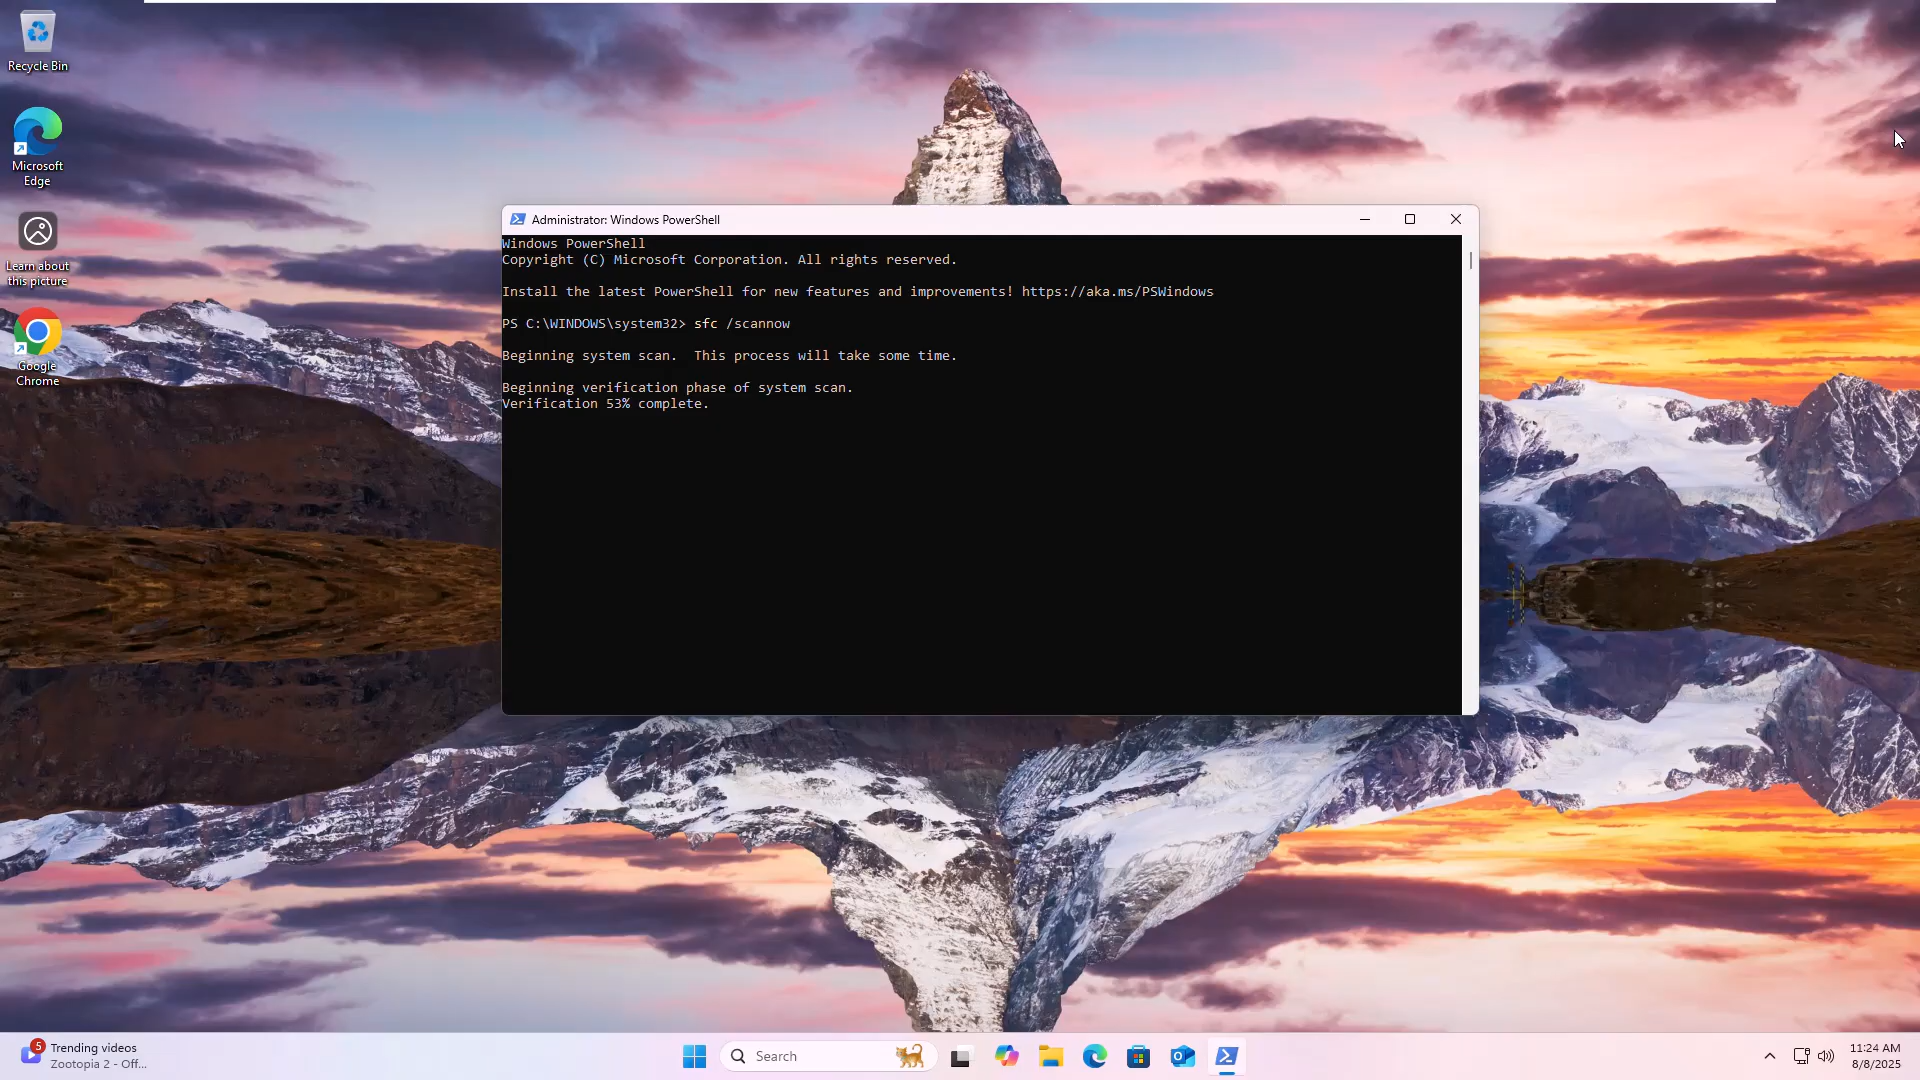 Recycle Bin
Microsoft
Edge
Learn about
this picture
Google
Chrome
Administrator: Windows PowerShell
Windows PowerShell
Copyright (C) Microsoft Corporation. All rights reserved.
Install the latest PowerShell for new features and improvements! https://aka.ms/PSWindows
PS C:\WINDOWS\system32> sfc /scannow
Beginning system scan.  This process will take some time.
Beginning verification phase of system scan.
Verification 53% complete.
5
Trending videos
Zootopia 2 - Off...
Search
11:24 AM
8/8/2025